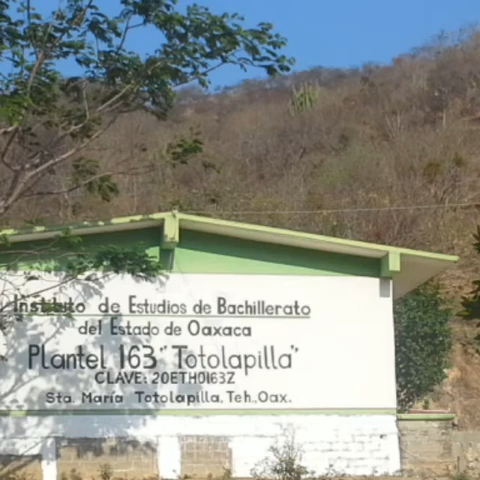 Instituto de Estudios de Bachillerato
del Estado de Oaxaca
Plantel 163 "Totolapilla"
CLAVE: 20ETH0163Z
Sta. María Totolapilla, Teh., Oax.